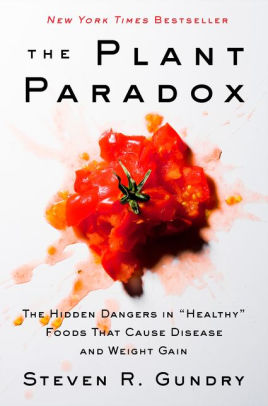 New York Times Bestseller
The Plant
Paradox
The Hidden Dangers in “Healthy”
Foods That Cause Disease
and Weight Gain
Steven R. Gundry